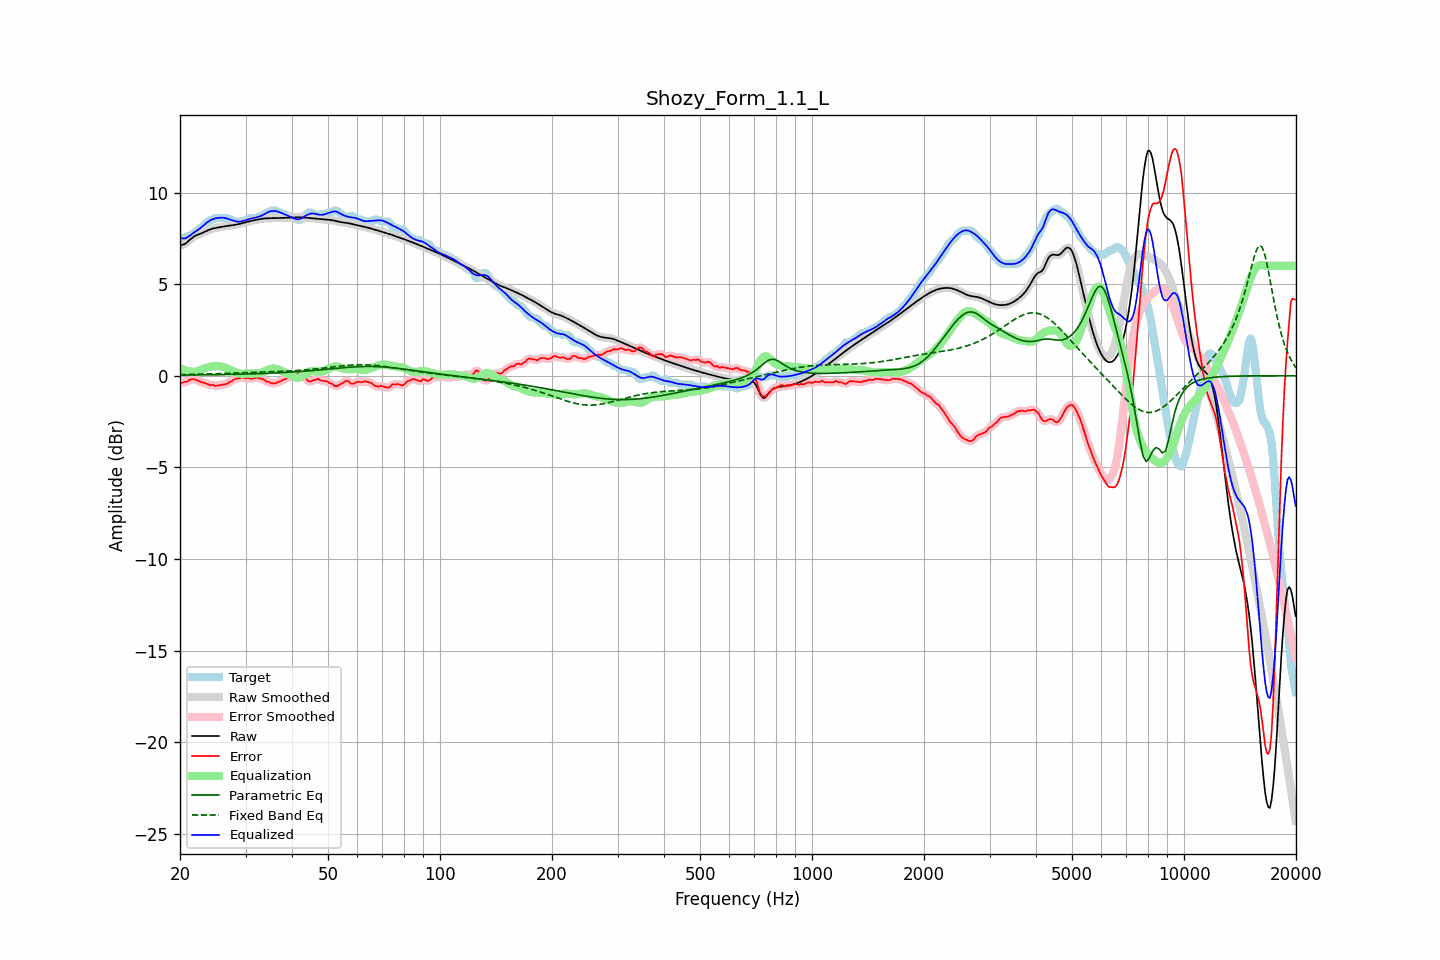 Shozy_Form_1.1_L
Amplitude (dBr)
10
5
0
−5
−10
−15
−20
−25
Target
Raw Smoothed
Error Smoothed
Raw
Error
Equalization
Parametric Eq
Fixed Band Eq
Equalized
20 50 100 200 500 1000 2000 5000 10000 20000
Frequency (Hz)